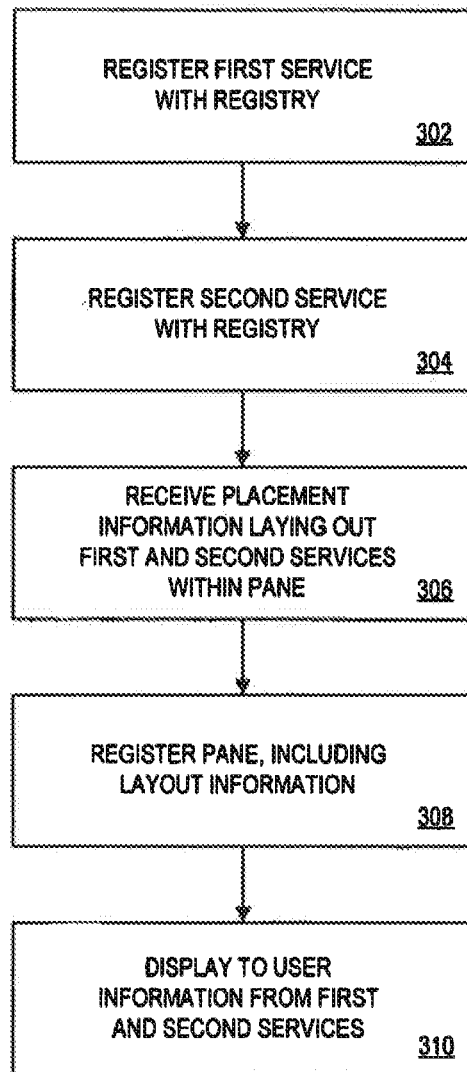 REGISTER FIRST SERVICE
WITH REGISTRY
302
REGISTER SECOND SERVICE
WITH REGISTRY
304
RECEIVE PLACEMENT
INFORMATION LAYING OUT
FIRST AND SECOND SERVICES
WITHIN PANE
306
REGISTER PANE, INCLUDING
LAYOUT INFORMATION
308
DISPLAY TO USER
INFORMATION FROM FIRST
AND SECOND SERVICES
310